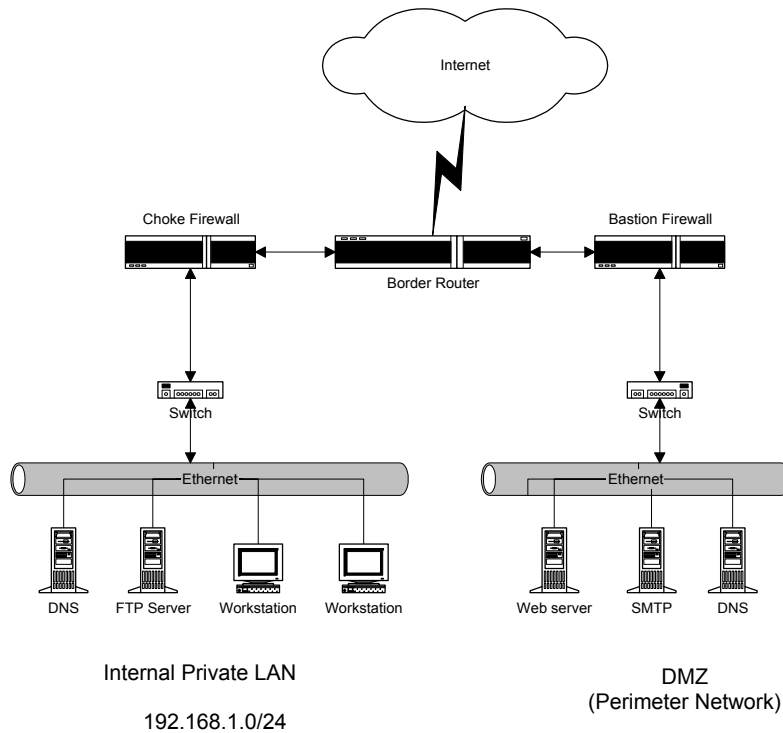 Internet
Choke Firewall
Bastion Firewall
Border Router
Switch
Switch
Ethernet
Ethernet
DNS
FTP Server
Workstation
Workstation
Web server
SMTP
DNS
Internal Private LAN
192.168.1.0/24
DMZ
(Perimeter Network)